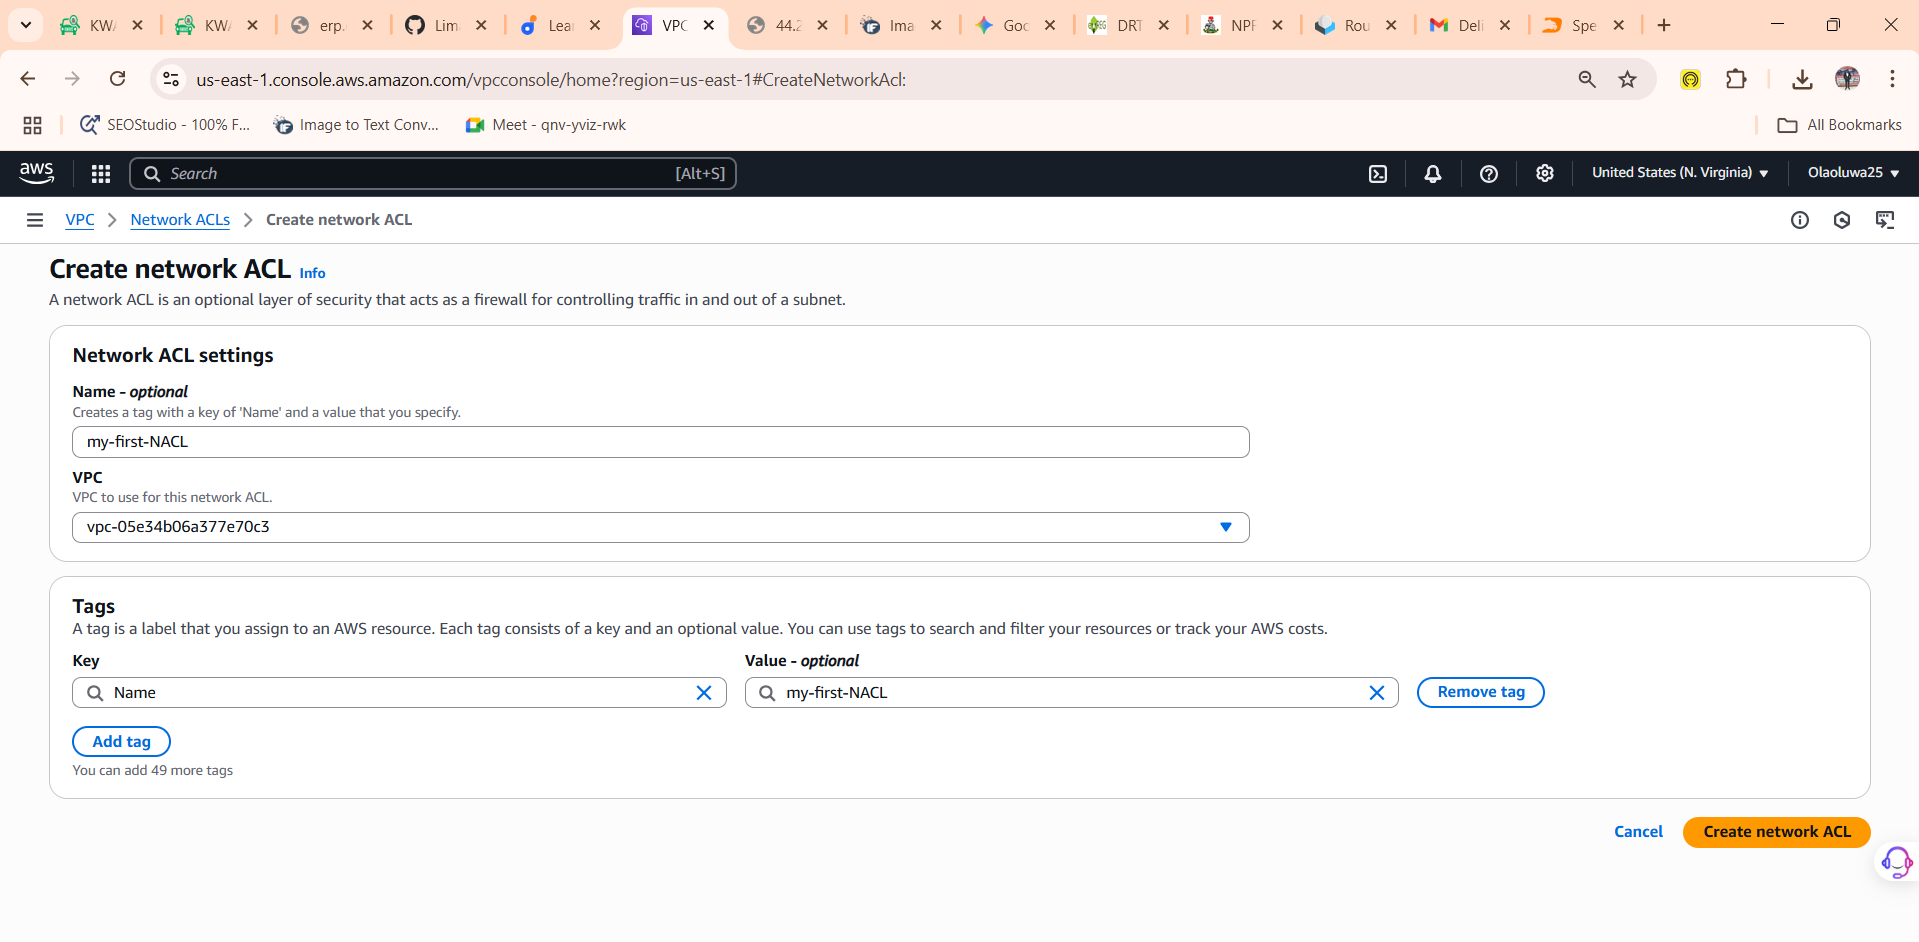 KWA
KWA
erp.
Lim
Lea
VPC
44.2
Ima
Goo
DRT
NPF
Rou
Deli
Spe
us-east-1.console.aws.amazon.com/vpcconsole/home?region=us-east-1#CreateNetworkAcl:
SEOStudio - 100% F...
Image to Text Conv...
Meet - qnv-yviz-rwk
All Bookmarks
aws
Search
[Alt+S]
United States (N. Virginia)
Olaoluwa25
VPC
Network ACLs
Create network ACL
Create network ACL Info
A network ACL is an optional layer of security that acts as a firewall for controlling traffic in and out of a subnet.
Network ACL settings
Name - optional
Creates a tag with a key of 'Name' and a value that you specify.
my-first-NACL
VPC
VPC to use for this network ACL.
vpc-05e34b06a377e70c3
Tags
A tag is a label that you assign to an AWS resource. Each tag consists of a key and an optional value. You can use tags to search and filter your resources or track your AWS costs.
Key
Value - optional
Name
my-first-NACL
Remove tag
Add tag
You can add 49 more tags
Cancel
Create network ACL